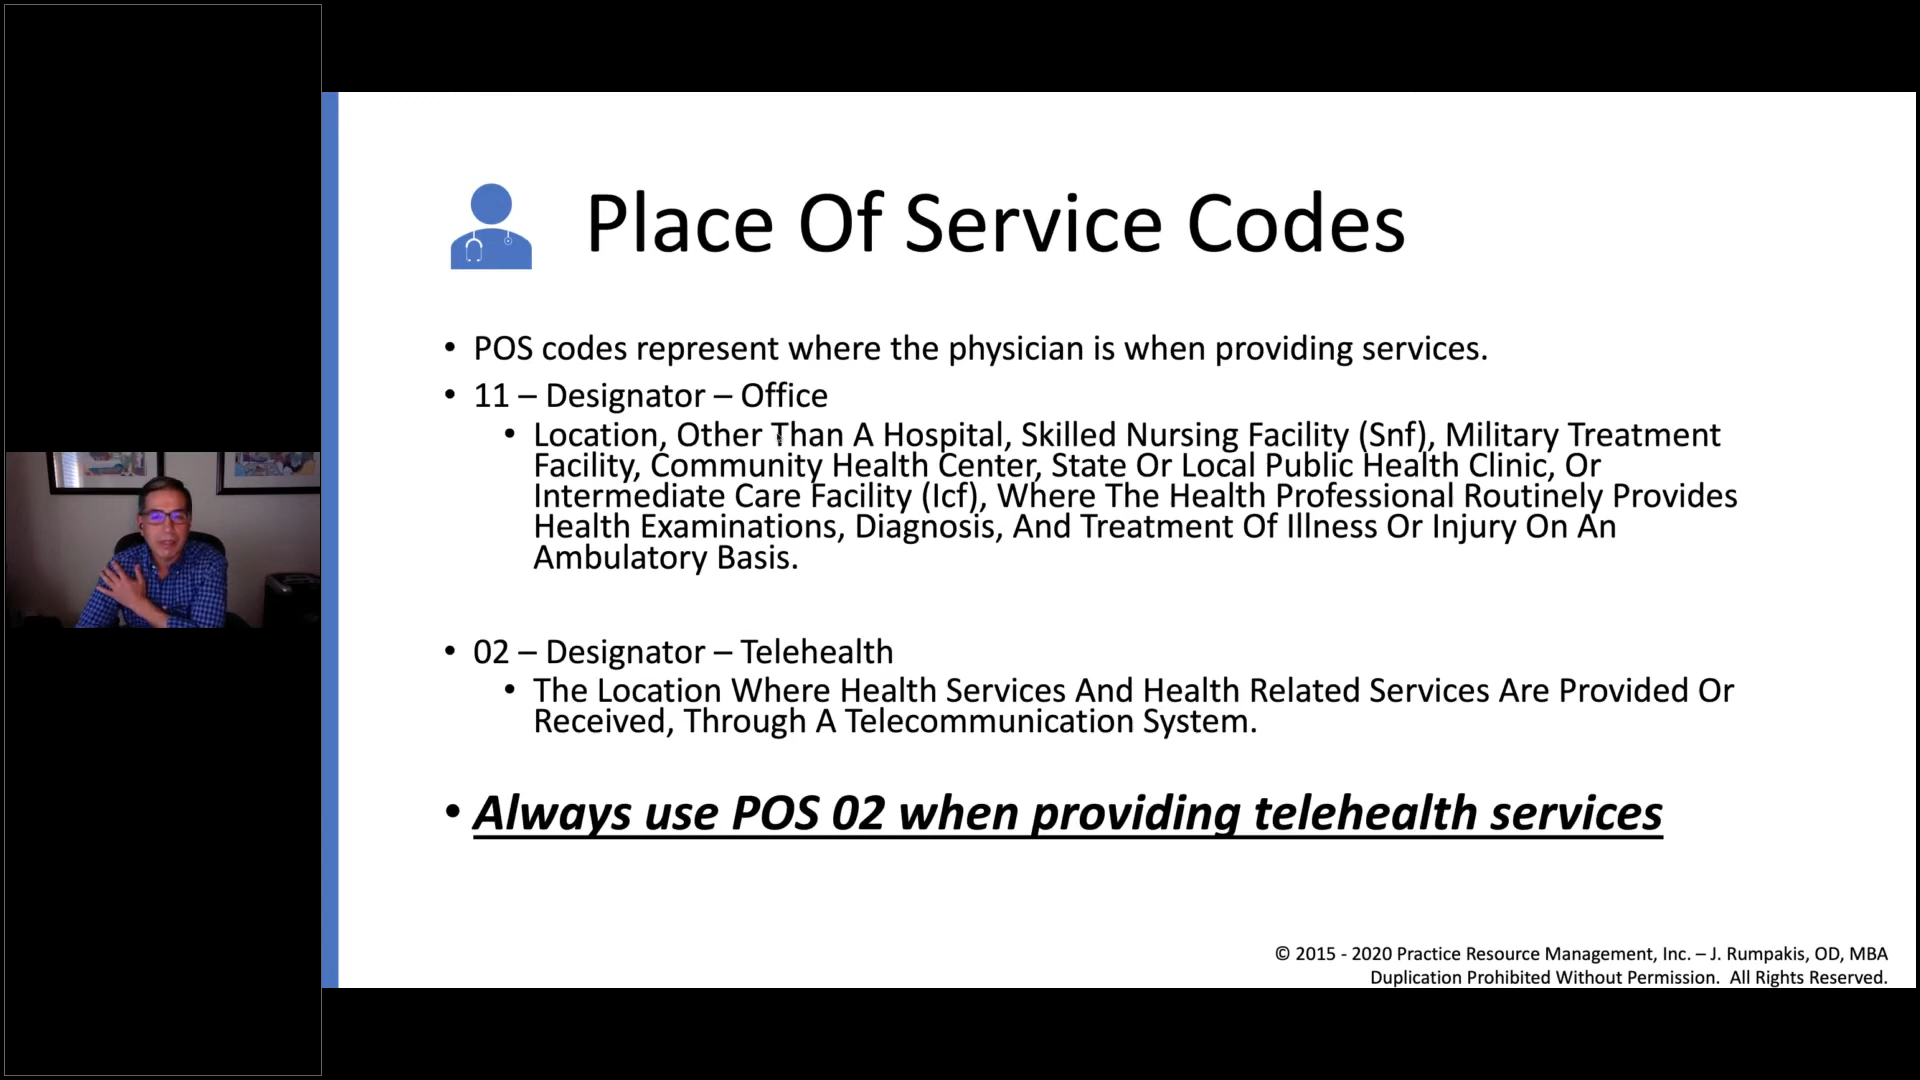 Place Of Service Codes
• POS codes represent where the physician is when providing services.
• 11 – Designator – Office
• Location, Other Than A Hospital, Skilled Nursing Facility (Snf), Military Treatment
Facility, Community Health Center, State Or Local Public Health Clinic, Or
Intermediate Care Facility (Icf), Where The Health Professional Routinely Provides
Health Examinations, Diagnosis, And Treatment Of Illness Or Injury On An
Ambulatory Basis.
• 02 – Designator – Telehealth
• The Location Where Health Services And Health Related Services Are Provided Or
Received, Through A Telecommunication System.
• Always use POS 02 when providing telehealth services
© 2015 - 2020 Practice Resource Management, Inc. – J. Rumpakis, OD, MBA
Duplication Prohibited Without Permission. All Rights Reserved.